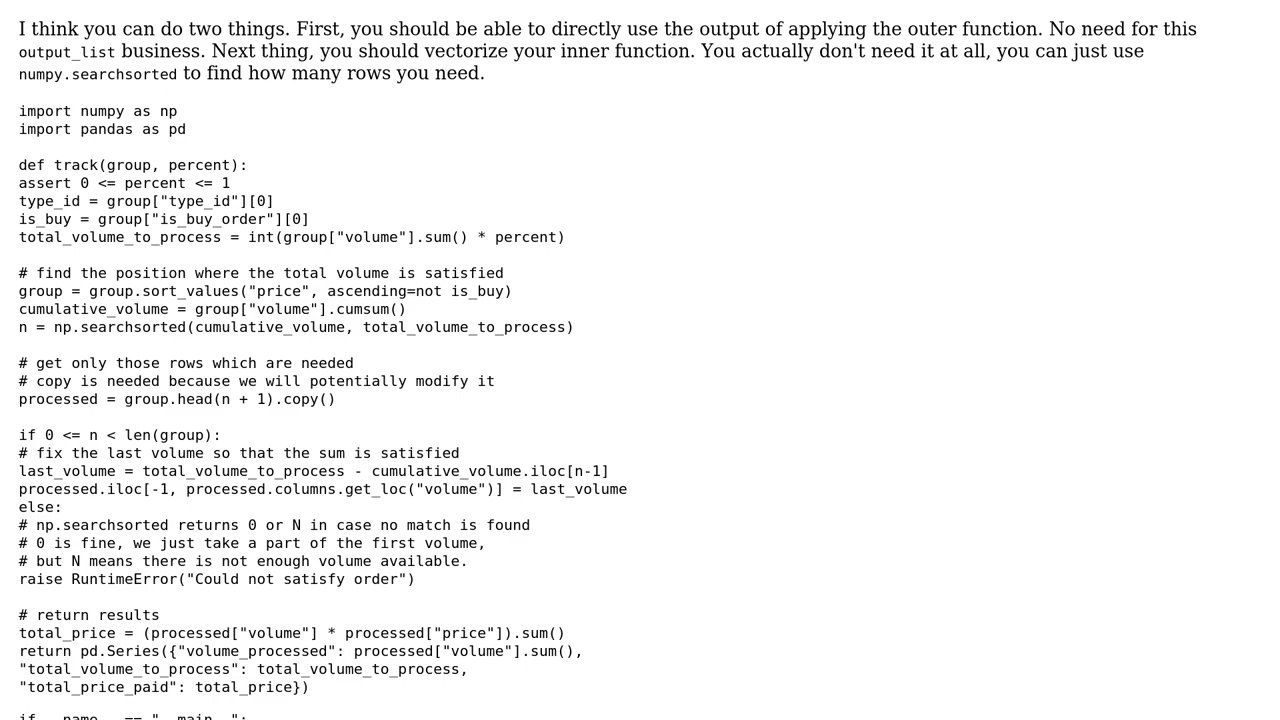 I think you can do two things. First, you should be able to directly use the output of applying the outer function. No need for this
output_list business. Next thing, you should vectorize your inner function. You actually don't need it at all, you can just use
numpy.searchsorted to find how many rows you need.
import numpy as np
import pandas as pd
def track(group, percent):
assert 0 <= percent <= 1
type_id = group["type_id"][0]
is_buy = group["is_buy_order"][0]
total_volume_to_process = int(group["volume"].sum() * percent)
# find the position where the total volume is satisfied
group = group.sort_values("price", ascending=not is_buy)
cumulative_volume = group["volume"].cumsum()
n = np.searchsorted(cumulative_volume, total_volume_to_process)
# get only those rows which are needed
# copy is needed because we will potentially modify it
processed = group.head(n + 1).copy()
if 0 <= n < len(group):
# fix the last volume so that the sum is satisfied
last_volume = total_volume_to_process - cumulative_volume.iloc[n-1]
processed.iloc[-1, processed.columns.get_loc("volume")] = last_volume
else:
# np.searchsorted returns 0 or N in case no match is found
# 0 is fine, we just take a part of the first volume,
# but N means there is not enough volume available.
raise RuntimeError("Could not satisfy order")
# return results
total_price = (processed["volume"] * processed["price"]).sum()
return pd.Series({"volume_processed": processed["volume"].sum(),
"total_volume_to_process": total_volume_to_process,
"total_price_paid": total_price})
if __name__ == "__main__":